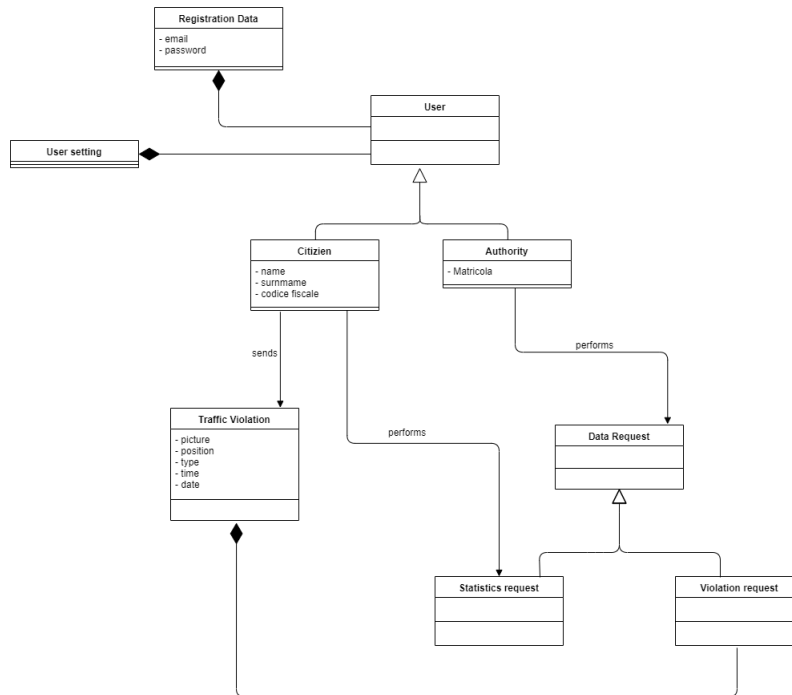 Registration Data
- email
- password
User
User setting
Citizien
- name
- surnmame
- codice fiscale
Authority
- Matricola
sends
performs
Traffic Violation
- picture
- position
- type
- time
- date
performs
Data Request
Statistics request
Violation request